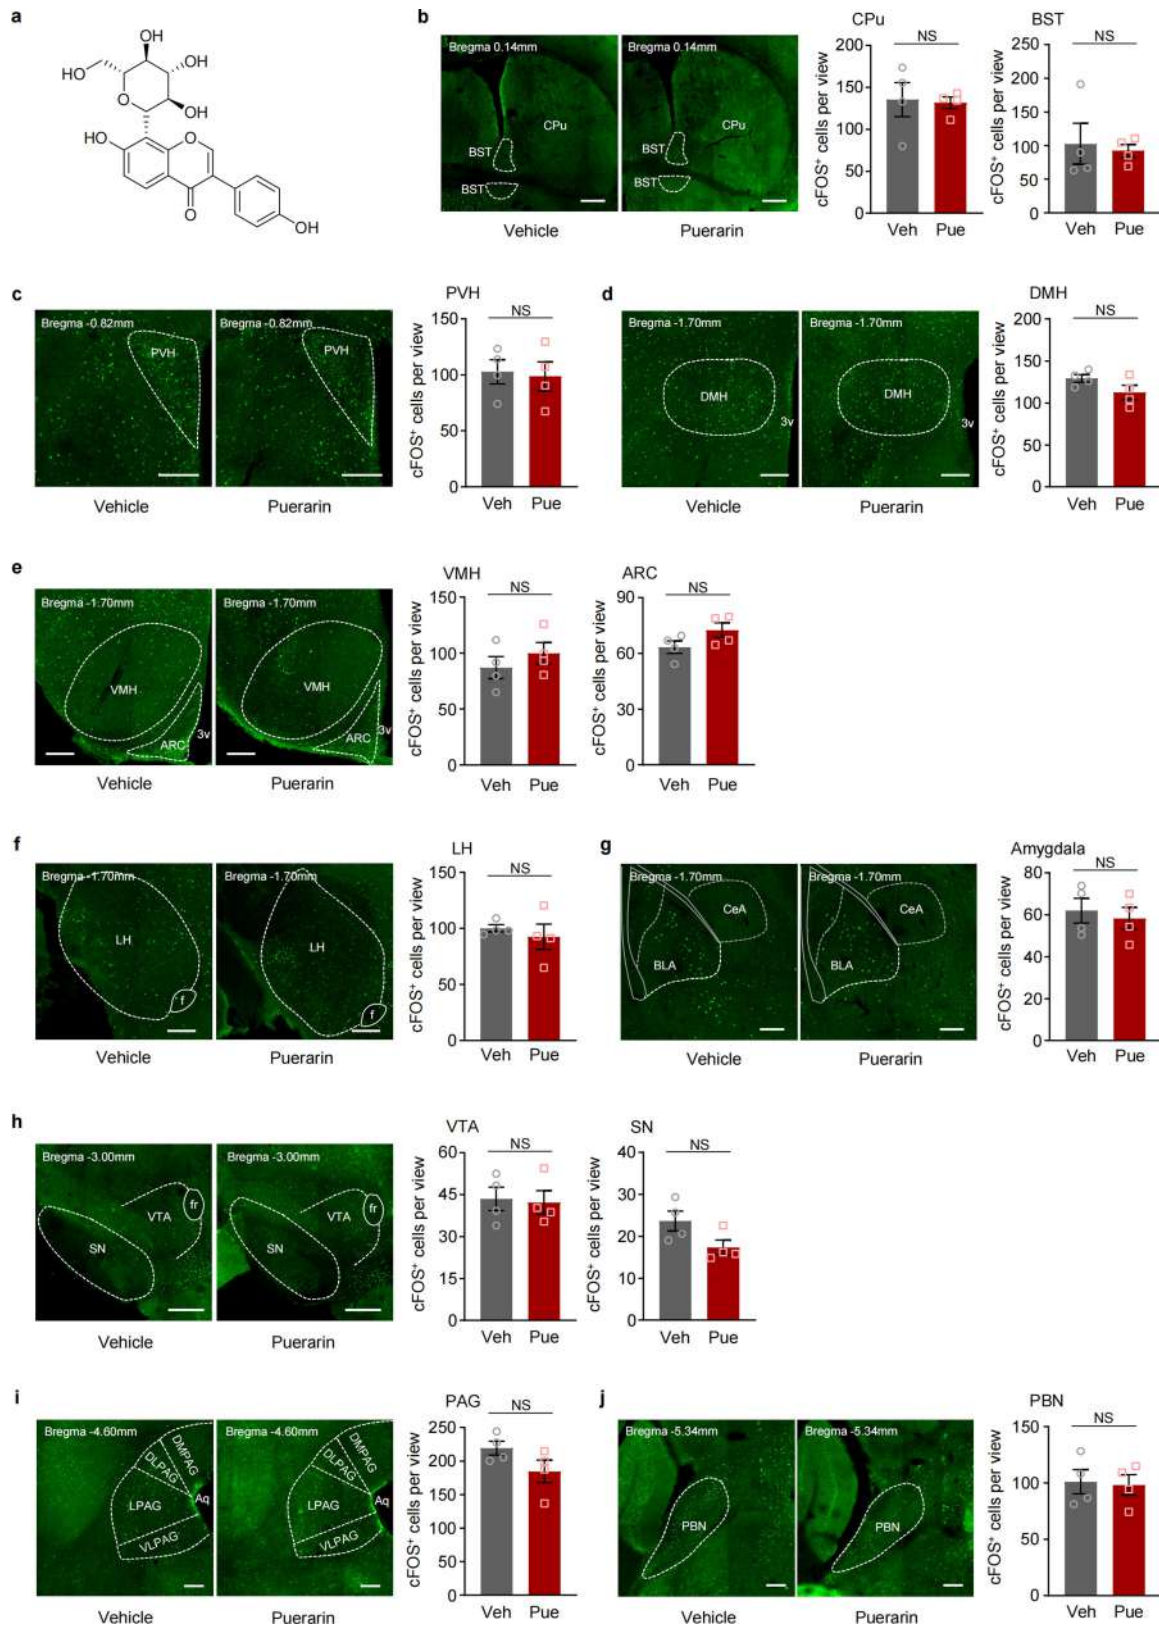 a
OH
HO
OH
O
OH
HO
O
O
OH
b
Bregma 0.14mm
CPu
BST
BST
Vehicle
Bregma 0.14mm
CPu
BST
BST
Puerarin
CPu
NS
cFOS⁺ cells per view
200
150
100
50
0
Veh Pue
BST
NS
cFOS⁺ cells per view
250
200
150
100
50
0
Veh Pue
c
Bregma -0.82mm
PVH
Vehicle
Bregma -0.82mm
PVH
Puerarin
PVH
NS
cFOS⁺ cells per view
150
100
50
0
Veh Pue
d
Bregma -1.70mm
DMH
3v
Vehicle
Bregma -1.70mm
DMH
3v
Puerarin
DMH
NS
cFOS⁺ cells per view
200
150
100
50
0
Veh Pue
e
Bregma -1.70mm
VMH
ARC
3v
Vehicle
Bregma -1.70mm
VMH
ARC
3v
Puerarin
VMH
NS
cFOS⁺ cells per view
150
100
50
0
Veh Pue
ARC
NS
cFOS⁺ cells per view
90
60
30
0
Veh Pue
f
Bregma -1.70mm
LH
f
Vehicle
Bregma -1.70mm
LH
f
Puerarin
LH
NS
cFOS⁺ cells per view
150
100
50
0
Veh Pue
g
Bregma -1.70mm
CeA
BLA
Vehicle
Bregma -1.70mm
CeA
BLA
Puerarin
Amygdala
NS
cFOS⁺ cells per view
80
60
40
20
0
Veh Pue
h
Bregma -3.00mm
fr
VTA
SN
Vehicle
Bregma -3.00mm
fr
VTA
SN
Puerarin
VTA
NS
cFOS⁺ cells per view
60
45
30
15
0
Veh Pue
SN
NS
cFOS⁺ cells per view
40
30
20
10
0
Veh Pue
i
Bregma -4.60mm
DMPAG
DLPAG
LPAG
Aq
VLPAG
Vehicle
Bregma -4.60mm
DMPAG
DLPAG
LPAG
Aq
VLPAG
Puerarin
PAG
NS
cFOS⁺ cells per view
250
200
150
250
50
0
Veh Pue
j
Bregma -5.34mm
PBN
Vehicle
Bregma -5.34mm
PBN
Puerarin
PBN
NS
cFOS⁺ cells per view
150
100
50
0
Veh Pue